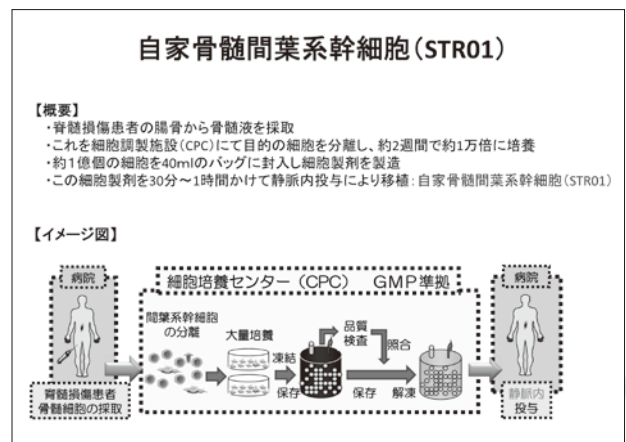 自家骨髄間葉系幹細胞(STR01)
【概要】
・脊髄損傷患者の腸骨から骨髄液を採取
・これを細胞調製施設(CPC)にて目的の細胞を分離し、約2週間で約1万倍に培養
・約1億個の細胞を40mlのバッグに封入し細胞製剤を製造
・この細胞製剤を30分～1時間かけて静脈内投与により移植：自家骨髄間葉系幹細胞(STR01)
【イメージ図】
病院
細胞培養センター（CPC） GMP準拠
病院
間葉系幹細胞
の分離
大量培養
凍結
保存
品質
検査
照合
保存
解凍
脊髄損傷患者
骨髄細胞の採取
静脈内
投与